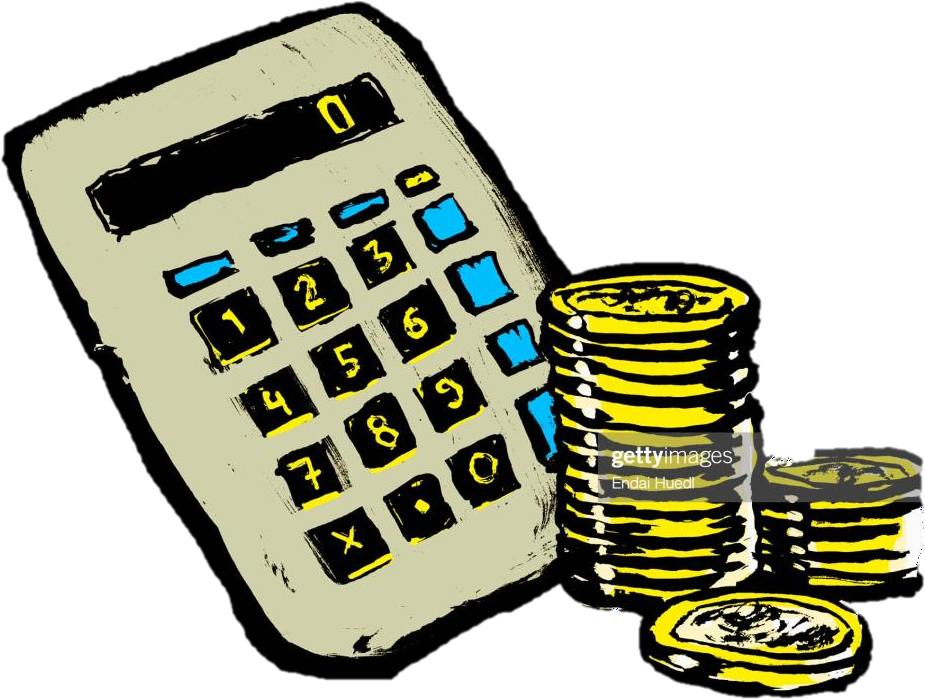 0
1 2 3
4 5 6
7 8 9
x • 0
gettyimages
Endai Huedl